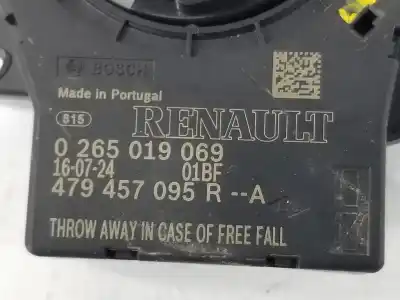 BOSCH
Made in Portugal
815
RENAULT
0 265 019 069
16-07-24 01BF
479 457 095 R --A
THROW AWAY IN CASE OF FREE FALL